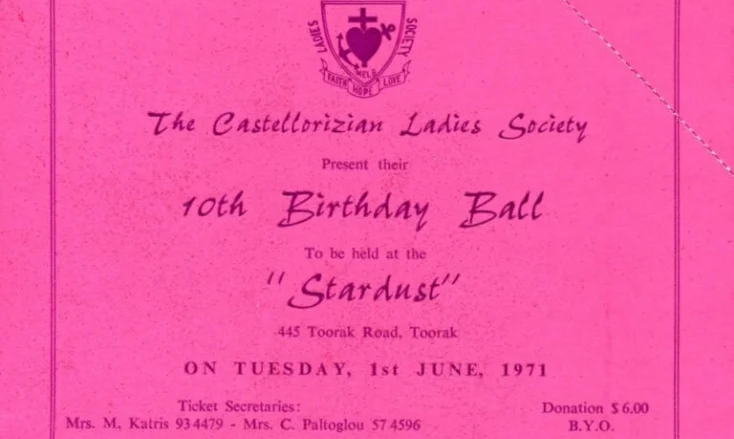 LADIES SOCIETY
MELB
FAITH HOPE LOVE
The Castellorizian Ladies Society
Present their
10th Birthday Ball
To be held at the
"Stardust"
445 Toorak Road, Toorak
ON TUESDAY, 1st JUNE, 1971
Ticket Secretaries: Donation $6.00
Mrs. M. Katris 93 4479 - Mrs. C. Paltoglou 57 4596 B.Y.O.